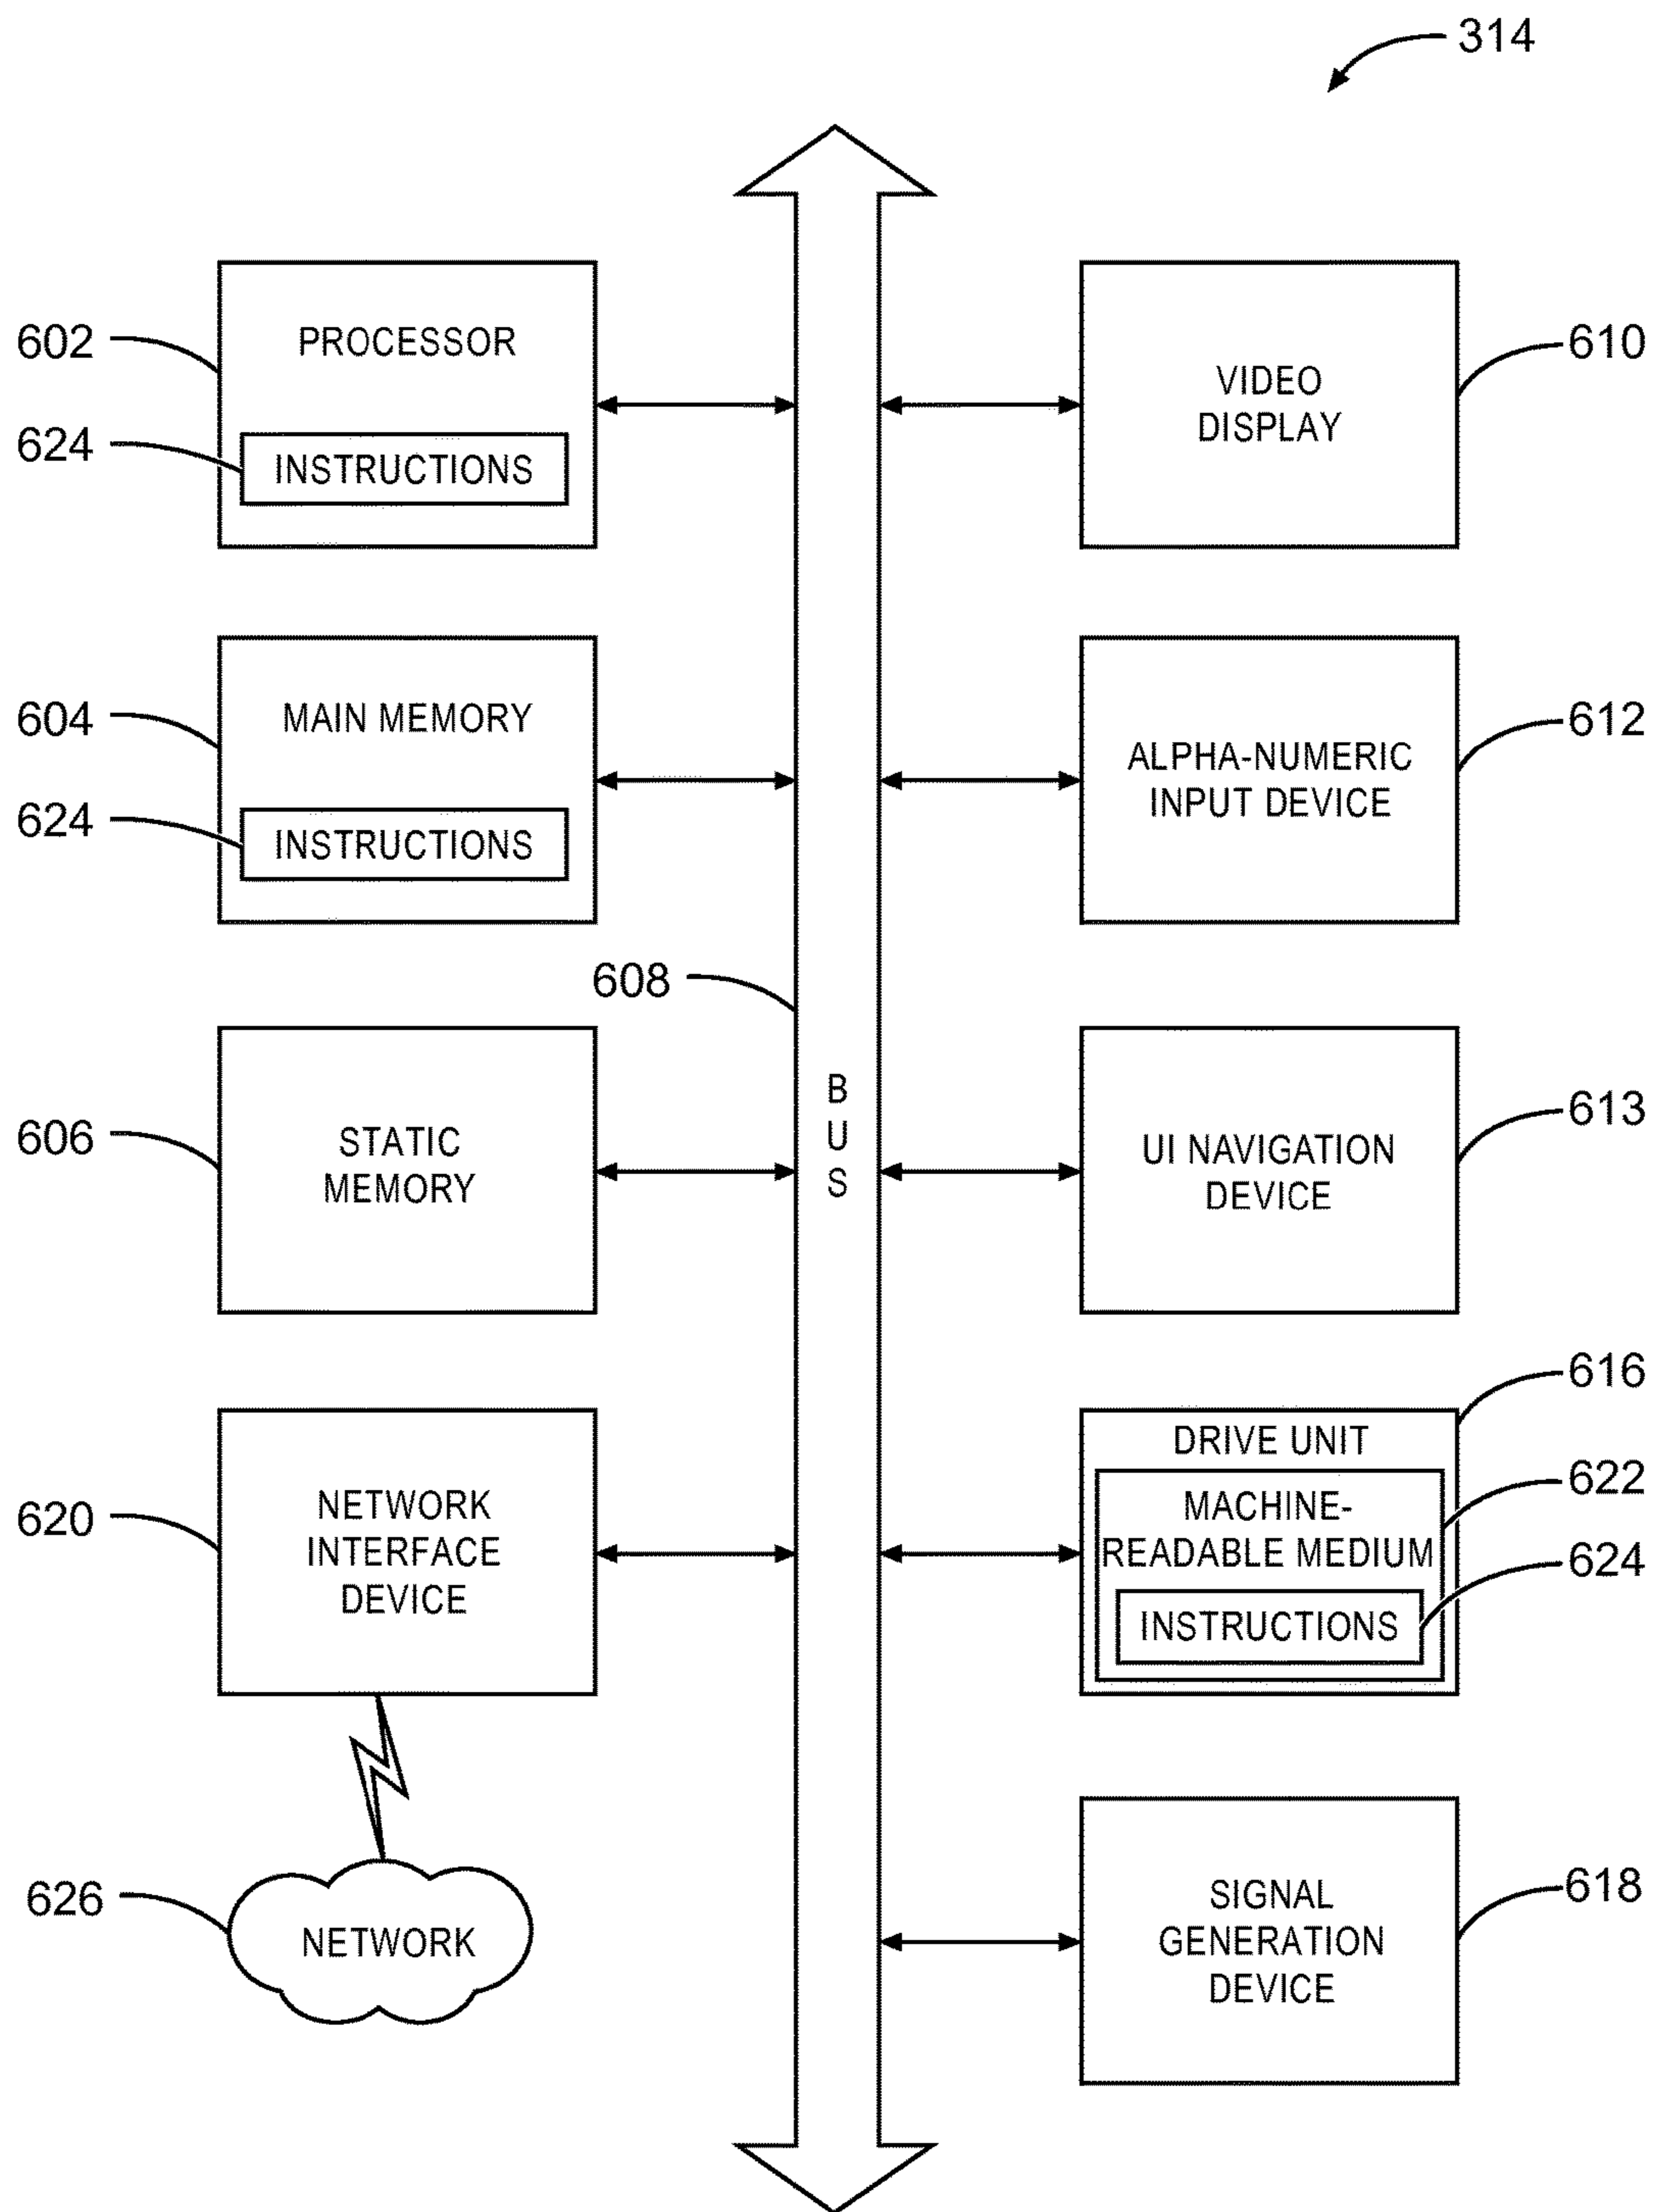 314
602
PROCESSOR
624
INSTRUCTIONS
610
VIDEO
DISPLAY
604
MAIN MEMORY
624
INSTRUCTIONS
612
ALPHA-NUMERIC
INPUT DEVICE
608
BUS
606
STATIC
MEMORY
613
UI NAVIGATION
DEVICE
620
NETWORK
INTERFACE
DEVICE
616
DRIVE UNIT
622
MACHINE-
READABLE MEDIUM
624
INSTRUCTIONS
626
NETWORK
618
SIGNAL
GENERATION
DEVICE